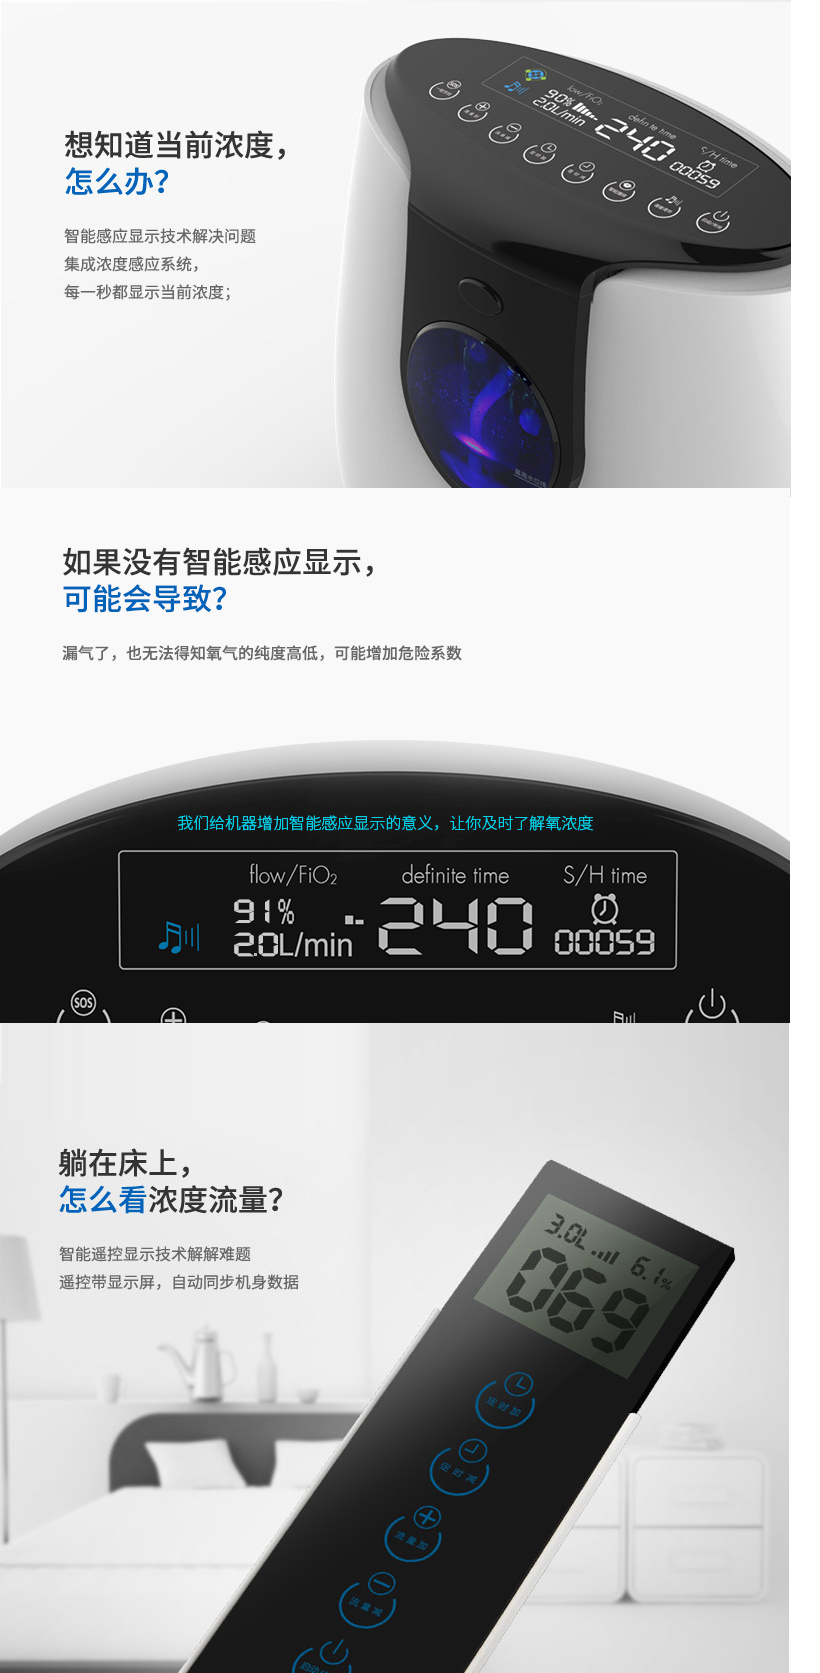 想知道当前浓度，
怎么办？
智能感应显示技术解决问题
集成浓度感应系统，
每一秒都显示当前浓度；
low/FiO₂
definite time
S/H time
90%
2.0L/min
240
00059
SOS
如果没有智能感应显示，
可能会导致？
漏气了，也无法得知氧气的纯度高低，可能增加危险系数
我们给机器增加智能感应显示的意义，让你及时了解氧浓度
flow/FiO₂
definite time
S/H time
91%
2.0L/min
240
00059
SOS
躺在床上，
怎么看浓度流量？
智能遥控显示技术解解难题
遥控带显示屏，自动同步机身数据
3.0L
6.1%
069
定时加
定时减
流量加
流量减